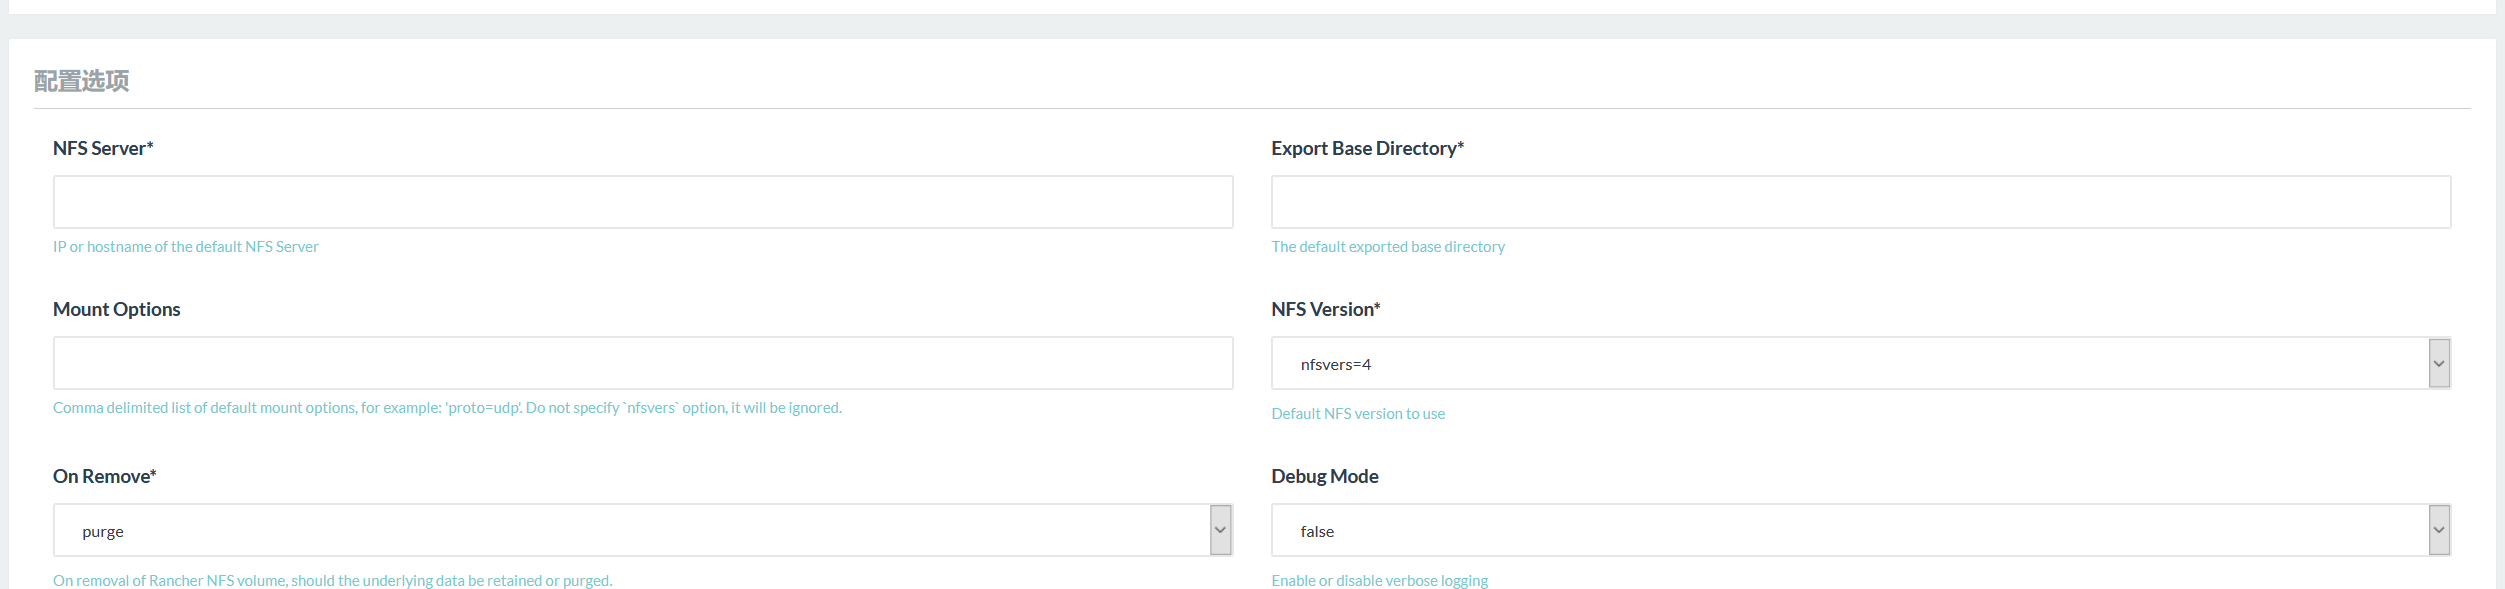 配置选项
NFS Server*
Export Base Directory*
IP or hostname of the default NFS Server
The default exported base directory
Mount Options
NFS Version*
nfsvers=4
Comma delimited list of default mount options, for example: 'proto=udp'. Do not specify `nfsvers` option, it will be ignored.
Default NFS version to use
On Remove*
Debug Mode
purge
false
On removal of Rancher NFS volume, should the underlying data be retained or purged.
Enable or disable verbose logging